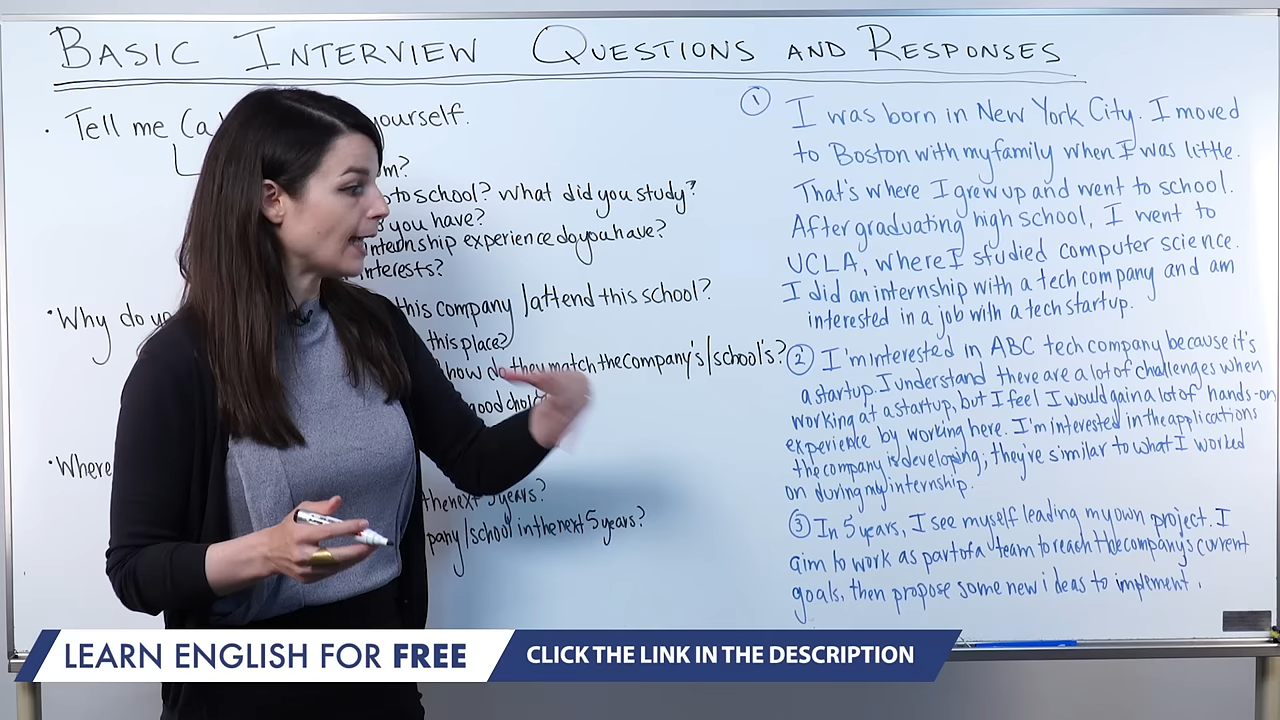 BASIC INTERVIEW QUESTIONS AND RESPONSES
· Tell me (a yourself.
m?
to school? What did you study?
you have?
internship experience do you have?
interests?
· Why do yo this company / attend this school?
this place?
how do they match the company's/school's?
good choi
· Where
the next 5 years?
pany/school in the next 5 years?
① I was born in New York City. I moved
to Boston with my family when I was little.
That's where I grew up and went to school.
After graduating high school, I went to
UCLA, where I studied computer science.
I did an internship with a tech company and am
interested in a job with a tech startup.
② I'm interested in ABC tech company because it's
a startup. I understand there are a lot of challenges when
working at a startup, but I feel I would gain a lot of hands-on
experience by working here. I'm interested in the applications
the company is developing, they're similar to what I worked
on during my internship.
③ In 5 years, I see myself leading my own project. I
aim to work as part of a team to reach the company's current
goals, then propose some new ideas to implement.
LEARN ENGLISH FOR FREE
CLICK THE LINK IN THE DESCRIPTION